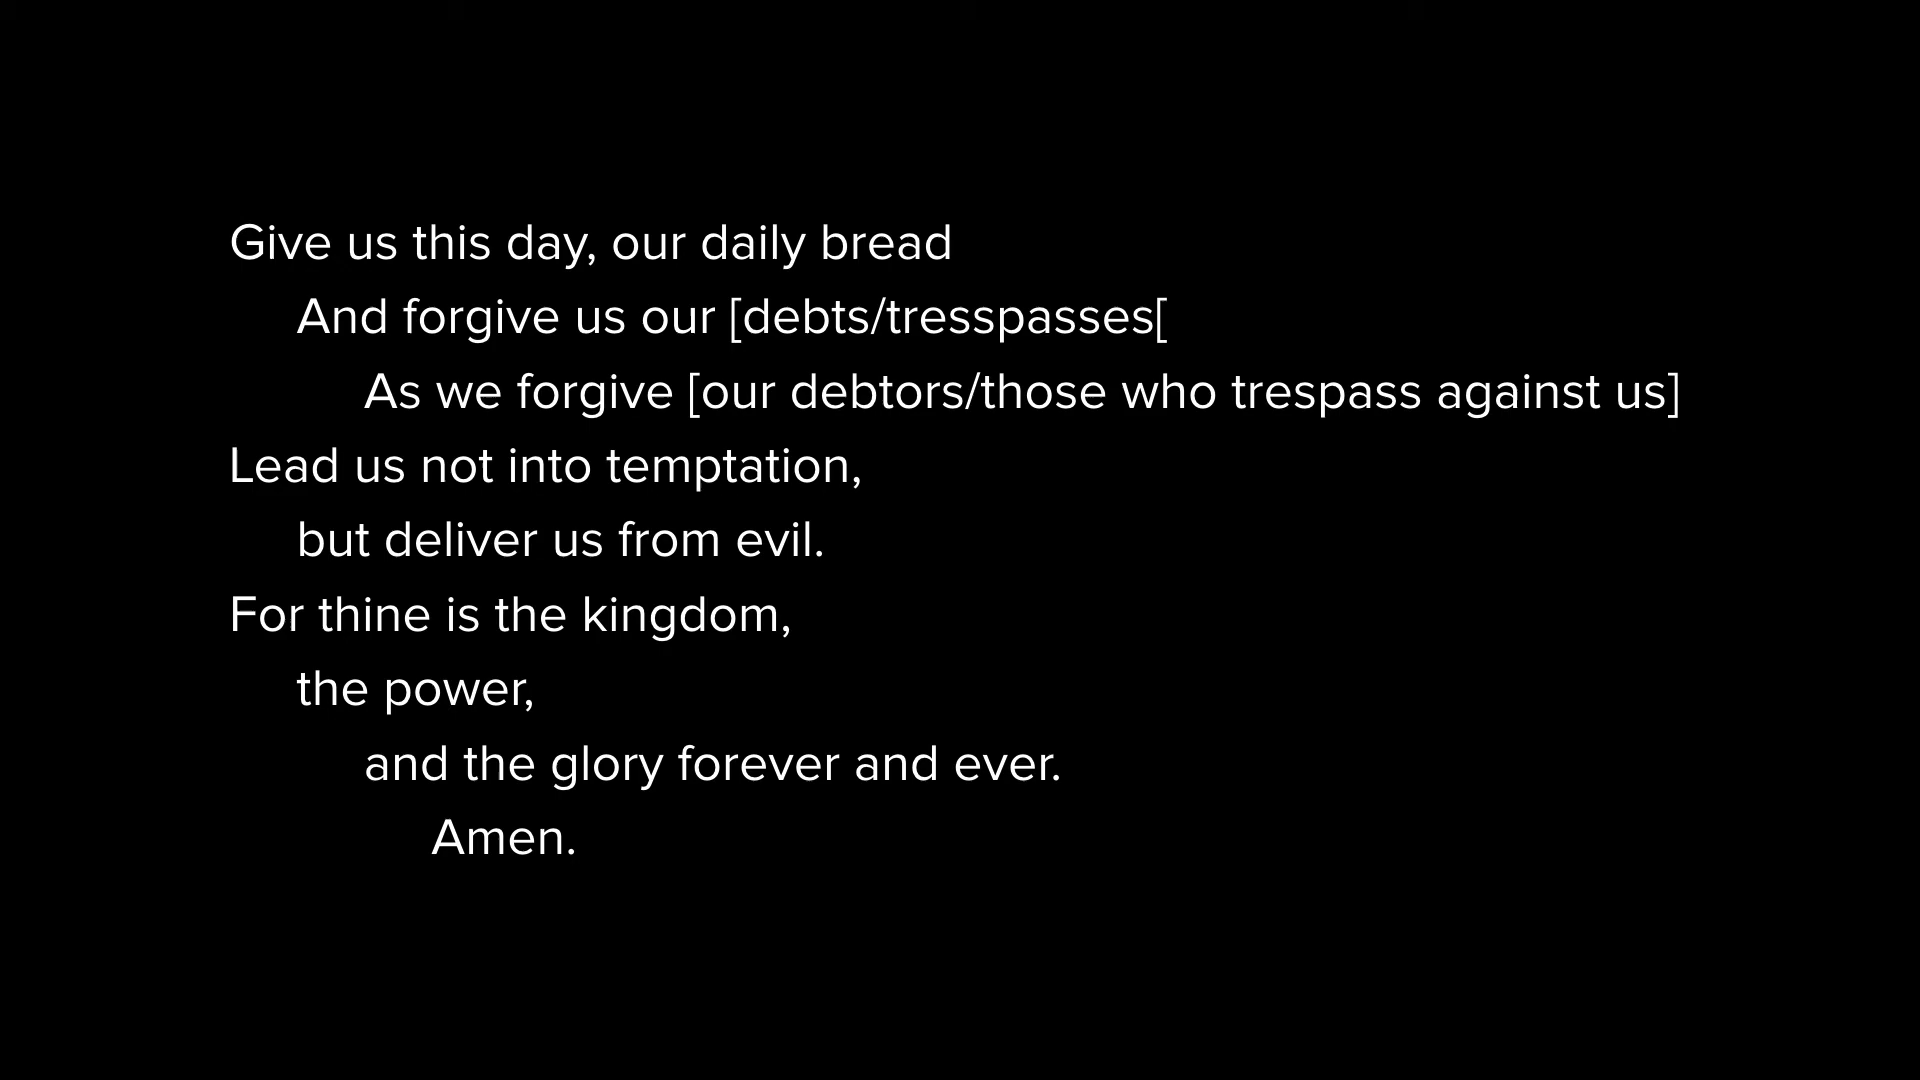 Give us this day, our daily bread
And forgive us our [debts/tresspasses[
As we forgive [our debtors/those who trespass against us]
Lead us not into temptation,
but deliver us from evil.
For thine is the kingdom,
the power,
and the glory forever and ever.
Amen.